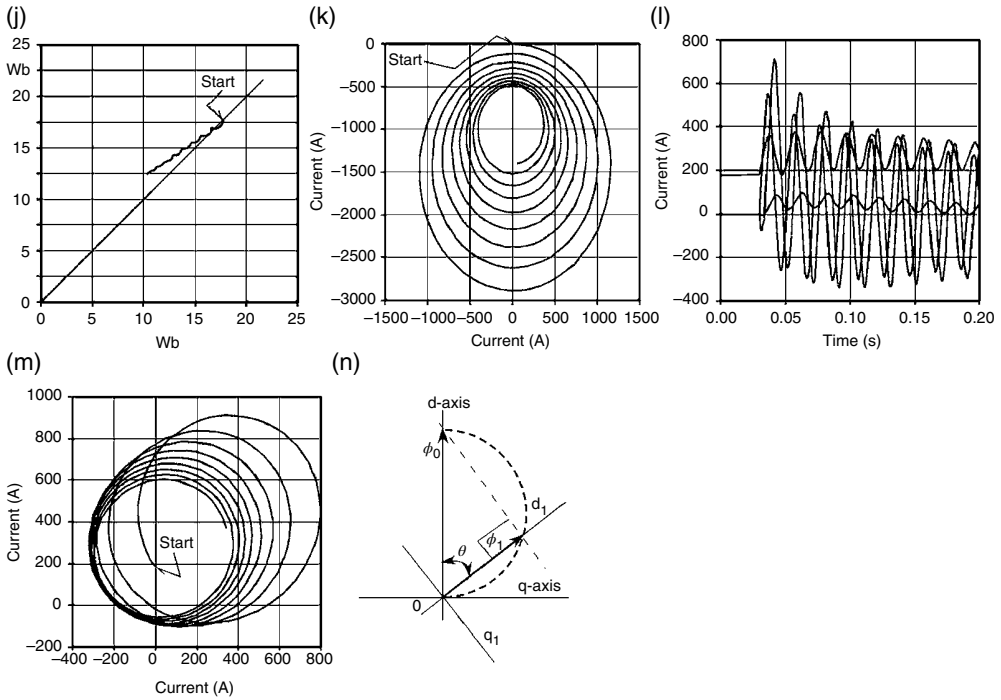 (j)
25
Wb
20
15
10
5
0
Start
0 5 10 15 20 25
Wb
(k)
0
−500
−1000
−1500
−2000
−2500
−3000
Current (A)
Start
−1500 −1000 −500 0 500 1000 1500
Current (A)
(l)
800
600
400
200
0
−200
−400
Current (A)
0.00 0.05 0.10 0.15 0.20
Time (s)
(m)
1000
800
600
400
200
0
−200
Current (A)
Start
−400 −200 0 200 400 600 800
Current (A)
(n)
d-axis
ϕ0
d1
ϕ1
θ
q-axis
0
q1